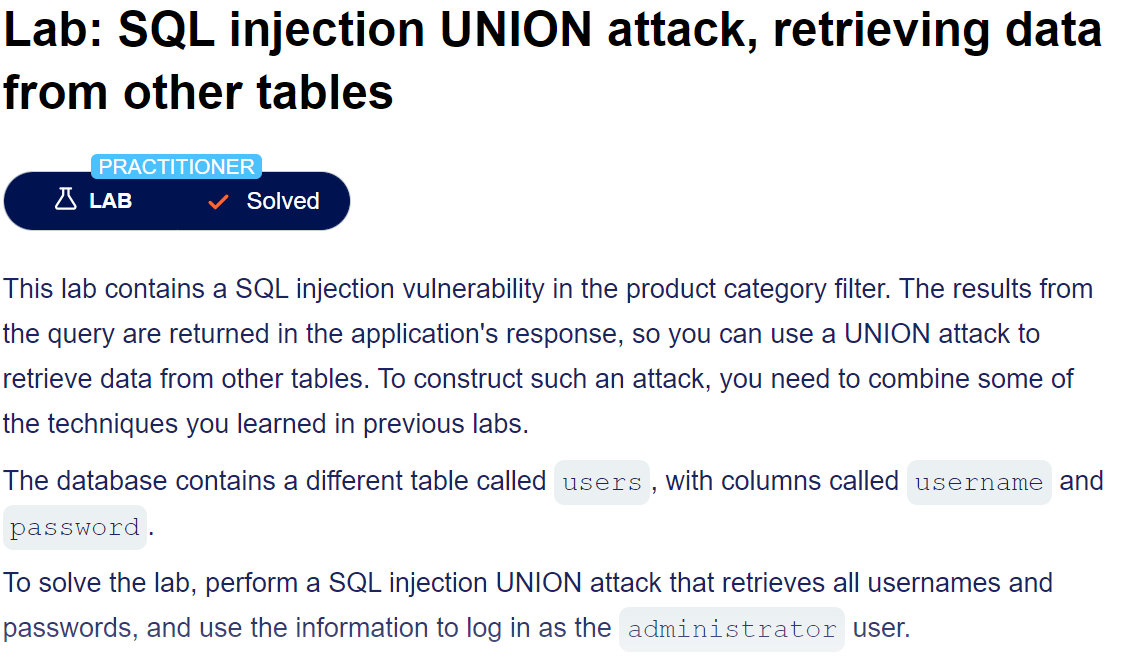 Lab: SQL injection UNION attack, retrieving data
from other tables
PRACTITIONER
LAB Solved
This lab contains a SQL injection vulnerability in the product category filter. The results from
the query are returned in the application's response, so you can use a UNION attack to
retrieve data from other tables. To construct such an attack, you need to combine some of
the techniques you learned in previous labs.
The database contains a different table called users, with columns called username and
password.
To solve the lab, perform a SQL injection UNION attack that retrieves all usernames and
passwords, and use the information to log in as the administrator user.